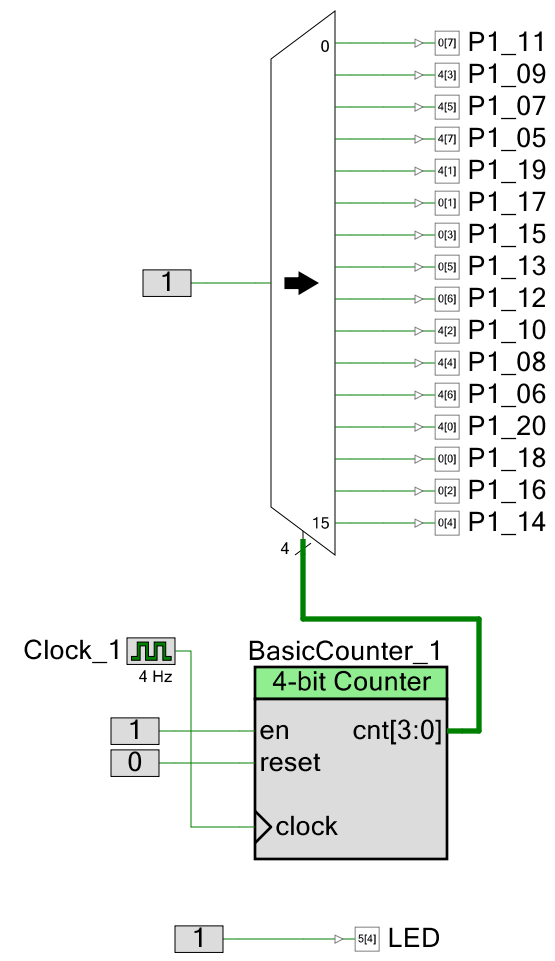 0 0[7] P1_11
4[3] P1_09
4[5] P1_07
4[7] P1_05
4[1] P1_19
0[1] P1_17
0[3] P1_15
0[5] P1_13
1
0[6] P1_12
4[2] P1_10
4[4] P1_08
4[6] P1_06
4[0] P1_20
0[0] P1_18
0[2] P1_16
15 0[4] P1_14
4
Clock_1
4 Hz
BasicCounter_1
4-bit Counter
1 en cnt[3:0]
0 reset
clock
1 5[4] LED